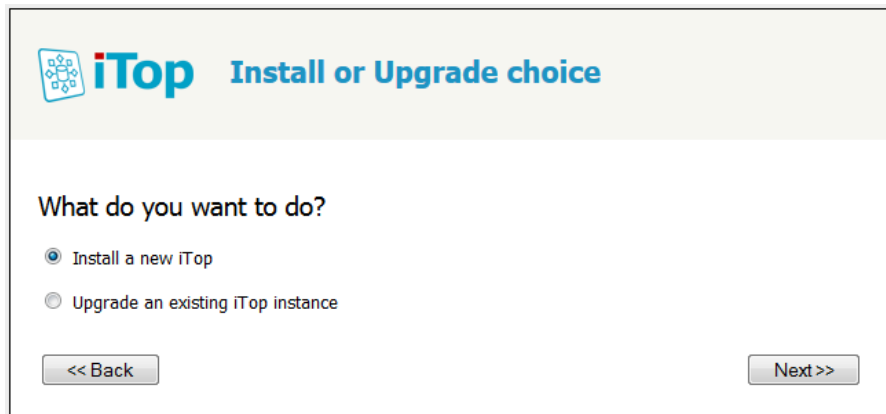 iTop Install or Upgrade choice
What do you want to do?
Install a new iTop
Upgrade an existing iTop instance
<< Back Next >>